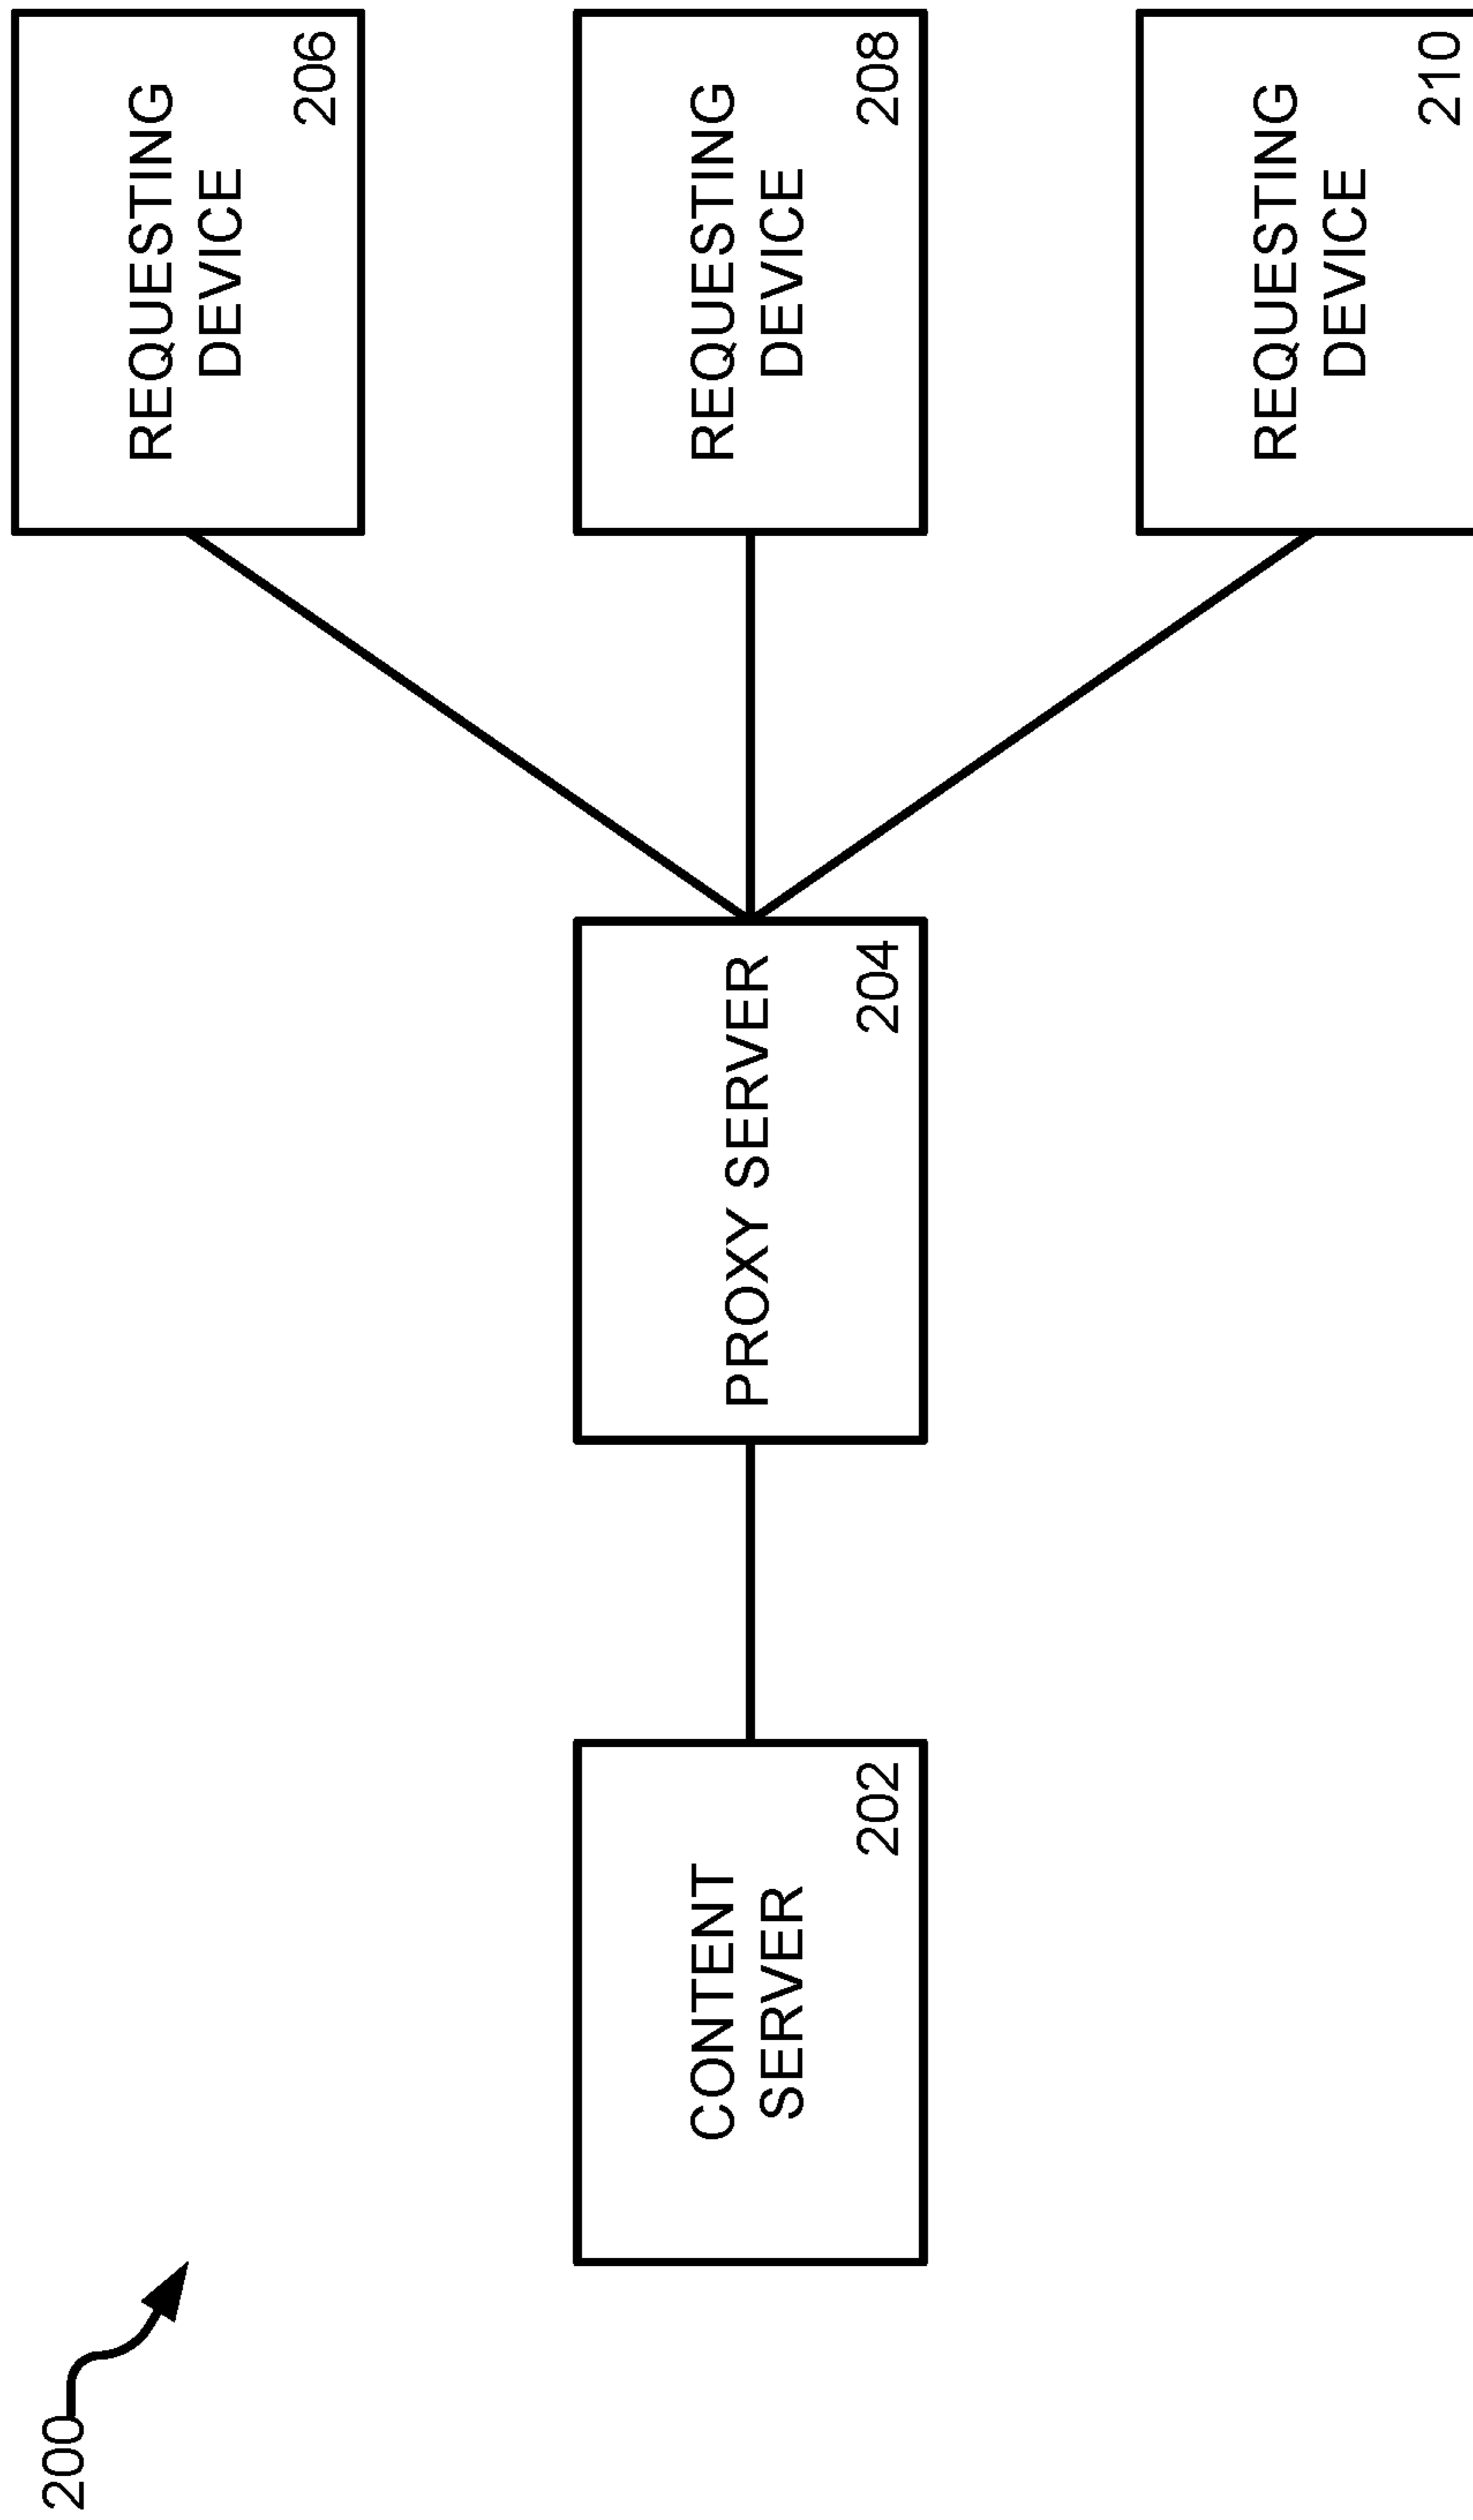 200
CONTENT
SERVER
202
PROXY SERVER
204
REQUESTING
DEVICE
206
REQUESTING
DEVICE
208
REQUESTING
DEVICE
210